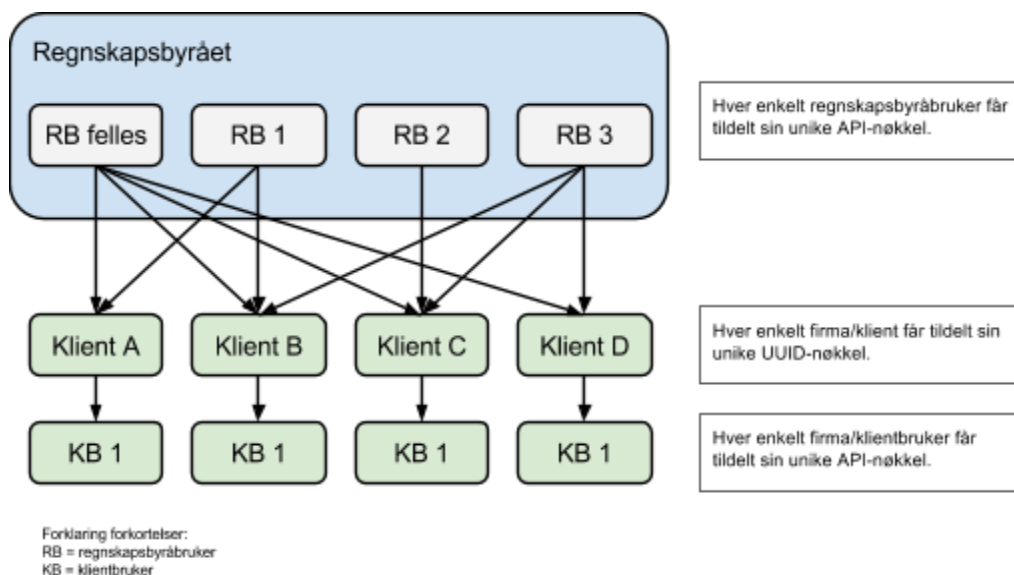 Regnskapsbyrået
RB felles
RB 1
RB 2
RB 3
Hver enkelt regnskapsbyråbruker får
tildelt sin unike API-nøkkel.
Klient A
Klient B
Klient C
Klient D
Hver enkelt firma/klient får tildelt sin
unike UUID-nøkkel.
KB 1
KB 1
KB 1
KB 1
Hver enkelt firma/klientbruker får
tildelt sin unike API-nøkkel.
Forklaring forkortelser:
RB = regnskapsbyråbruker
KB = klientbruker